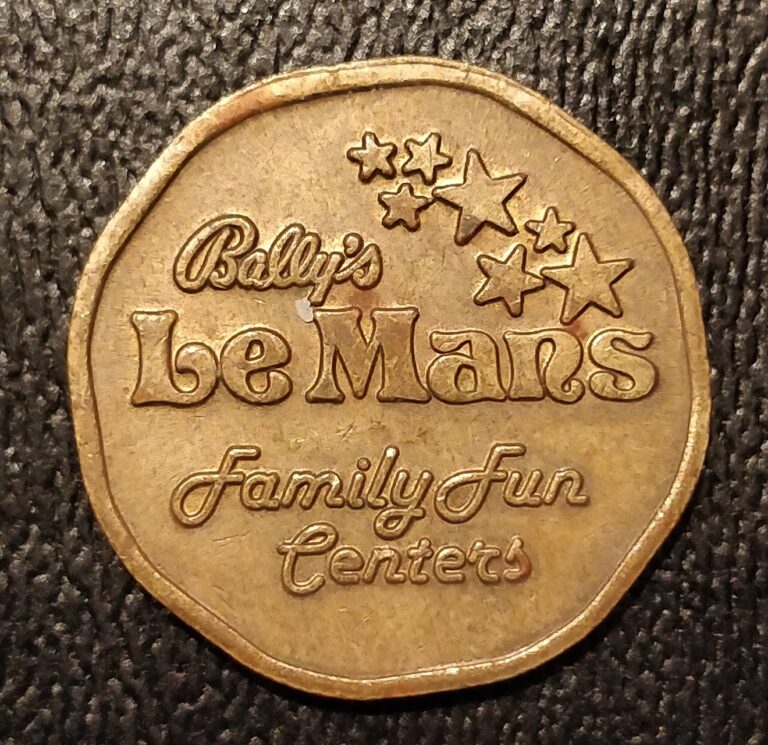 Bally's
Le Mans
Family Fun
Centers